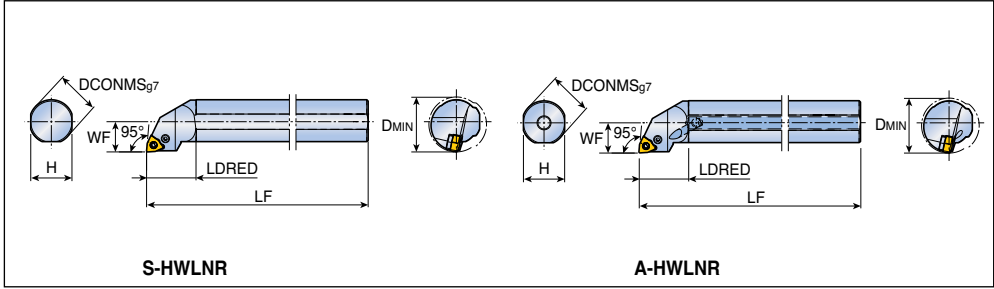 DCONMSg7
WF
95°
H
LDRED
LF
DMIN
S-HWLNR
DCONMSg7
WF
95°
H
LDRED
LF
DMIN
A-HWLNR